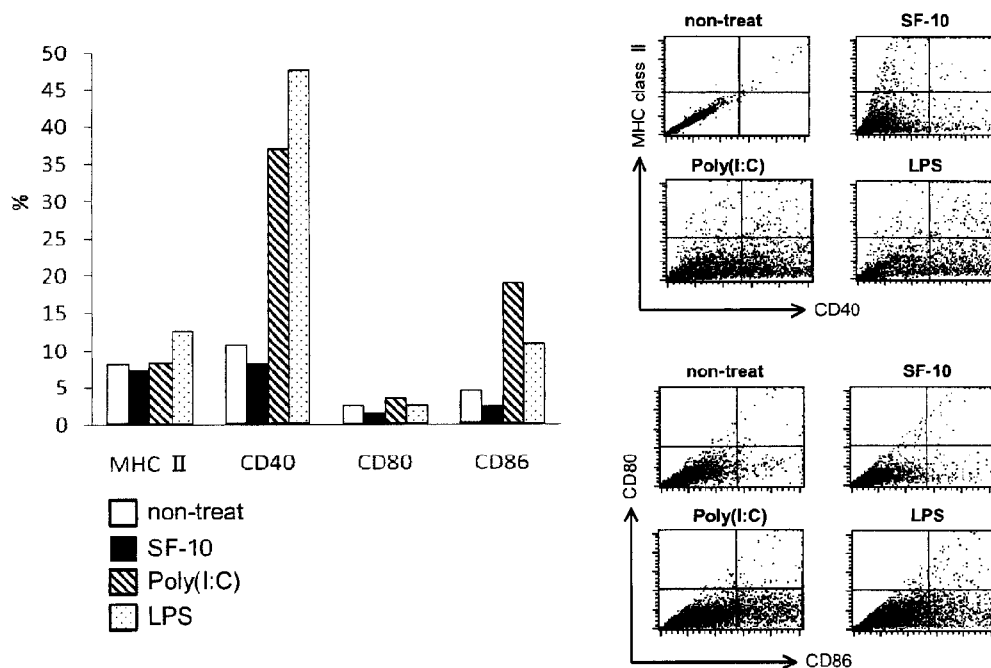 50
45
40
35
30
25
20
15
10
5
0
%
MHC Ⅱ CD40 CD80 CD86
non-treat
SF-10
Poly(I:C)
LPS
non-treat SF-10
Poly(I:C) LPS
MHC class Ⅱ
CD40
non-treat SF-10
Poly(I:C) LPS
CD80
CD86